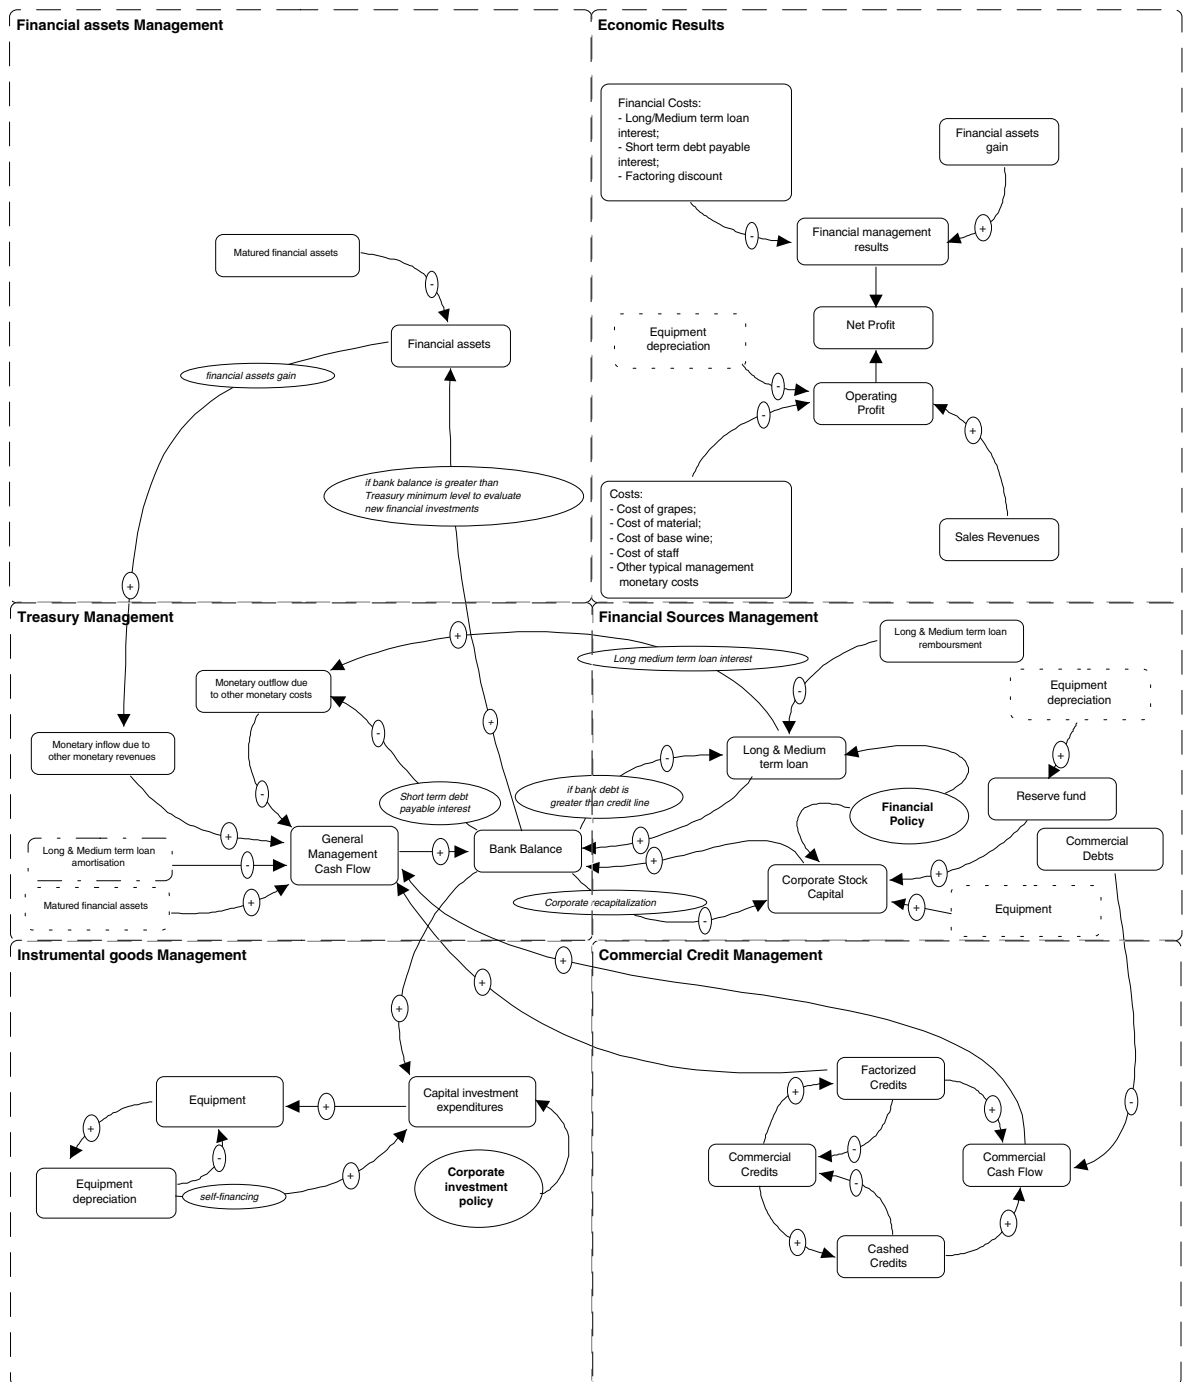 Financial assets Management
Matured financial assets
-
Financial assets
financial assets gain
if bank balance is greater than
Treasury minimum level to evaluate
new financial investments
+
Economic Results
Financial Costs:
- Long/Medium term loan
interest;
- Short term debt payable
interest;
- Factoring discount
Financial assets
gain
-
+
Financial management
results
Net Profit
Equipment
depreciation
-
Operating
Profit
-
+
Costs:
- Cost of grapes;
- Cost of material;
- Cost of base wine;
- Cost of staff
- Other typical management
monetary costs
Sales Revenues
Treasury Management
+
Monetary outflow due
to other monetary costs
-
+
Monetary inflow due to
other monetary revenues
-
Short term debt
payable interest
+
General
Management
Cash Flow
+
Bank Balance
Long & Medium term loan
amortisation
-
Matured financial assets
+
Financial Sources Management
Long & Medium term loan
remboursment
Long medium term loan interest
-
Equipment
depreciation
Long & Medium
term loan
-
+
if bank debt is
greater than credit line
Financial
Policy
Reserve fund
+
+
Commercial
Debts
Corporate Stock
Capital
+
Corporate recapitalization
-
+
Equipment
Instrumental goods Management
+
+
+
Equipment
+
Capital investment
expenditures
+
-
Equipment
depreciation
self-financing
+
Corporate
investment
policy
Commercial Credit Management
Factorized
Credits
+
+
-
-
Commercial
Credits
Commercial
Cash Flow
-
+
+
Cashed
Credits